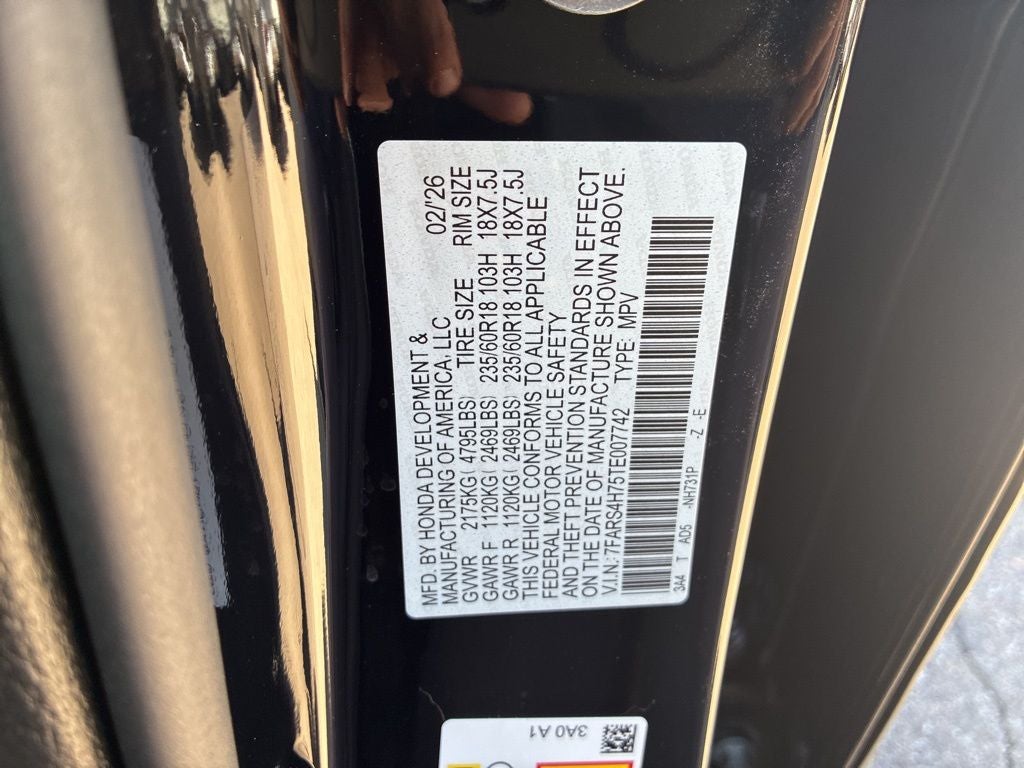 MFD. BY HONDA DEVELOPMENT & 02/'26
MANUFACTURING OF AMERICA, LLC
GVWR 2175KG( 4795LBS) TIRE SIZE RIM SIZE
GAWR F 1120KG( 2469LBS) 235/60R18 103H 18X7.5J
GAWR R 1120KG( 2469LBS) 235/60R18 103H 18X7.5J
THIS VEHICLE CONFORMS TO ALL APPLICABLE
FEDERAL MOTOR VEHICLE SAFETY
AND THEFT PREVENTION STANDARDS IN EFFECT
ON THE DATE OF MANUFACTURE SHOWN ABOVE.
V.I.N.:7FARS4H75TE007742 TYPE: MPV
3A4 T AD5 -NH731P -Z -E
3A0 A1